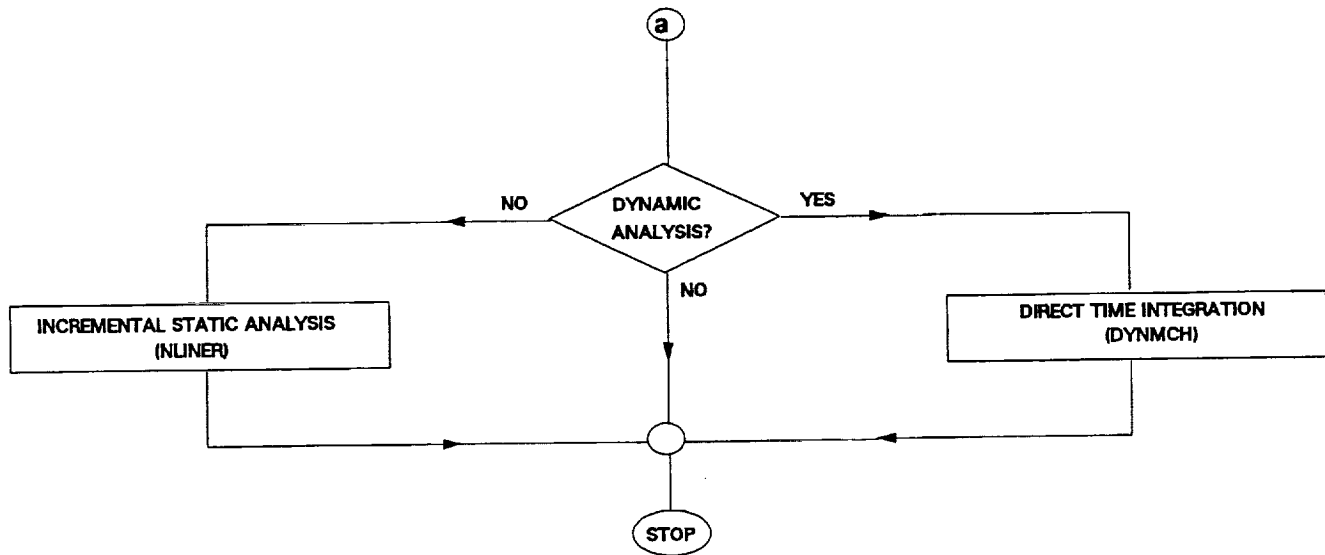 a
NO
DYNAMIC
ANALYSIS?
YES
NO
INCREMENTAL STATIC ANALYSIS
(NLINER)
DIRECT TIME INTEGRATION
(DYNMCH)
STOP